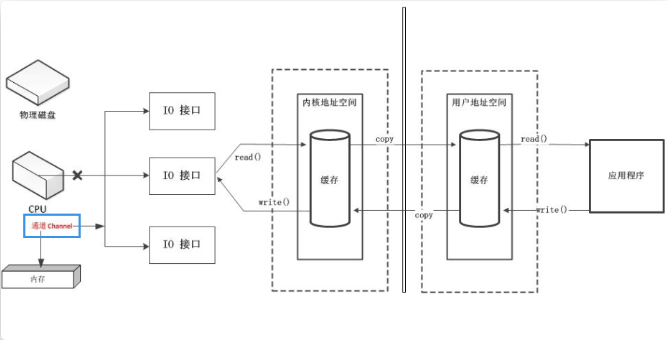 物理磁盘
CPU
通道 Channel
内存
IO 接口
IO 接口
IO 接口
read()
write()
内核地址空间
缓存
copy
copy
用户地址空间
缓存
read()
write()
应用程序